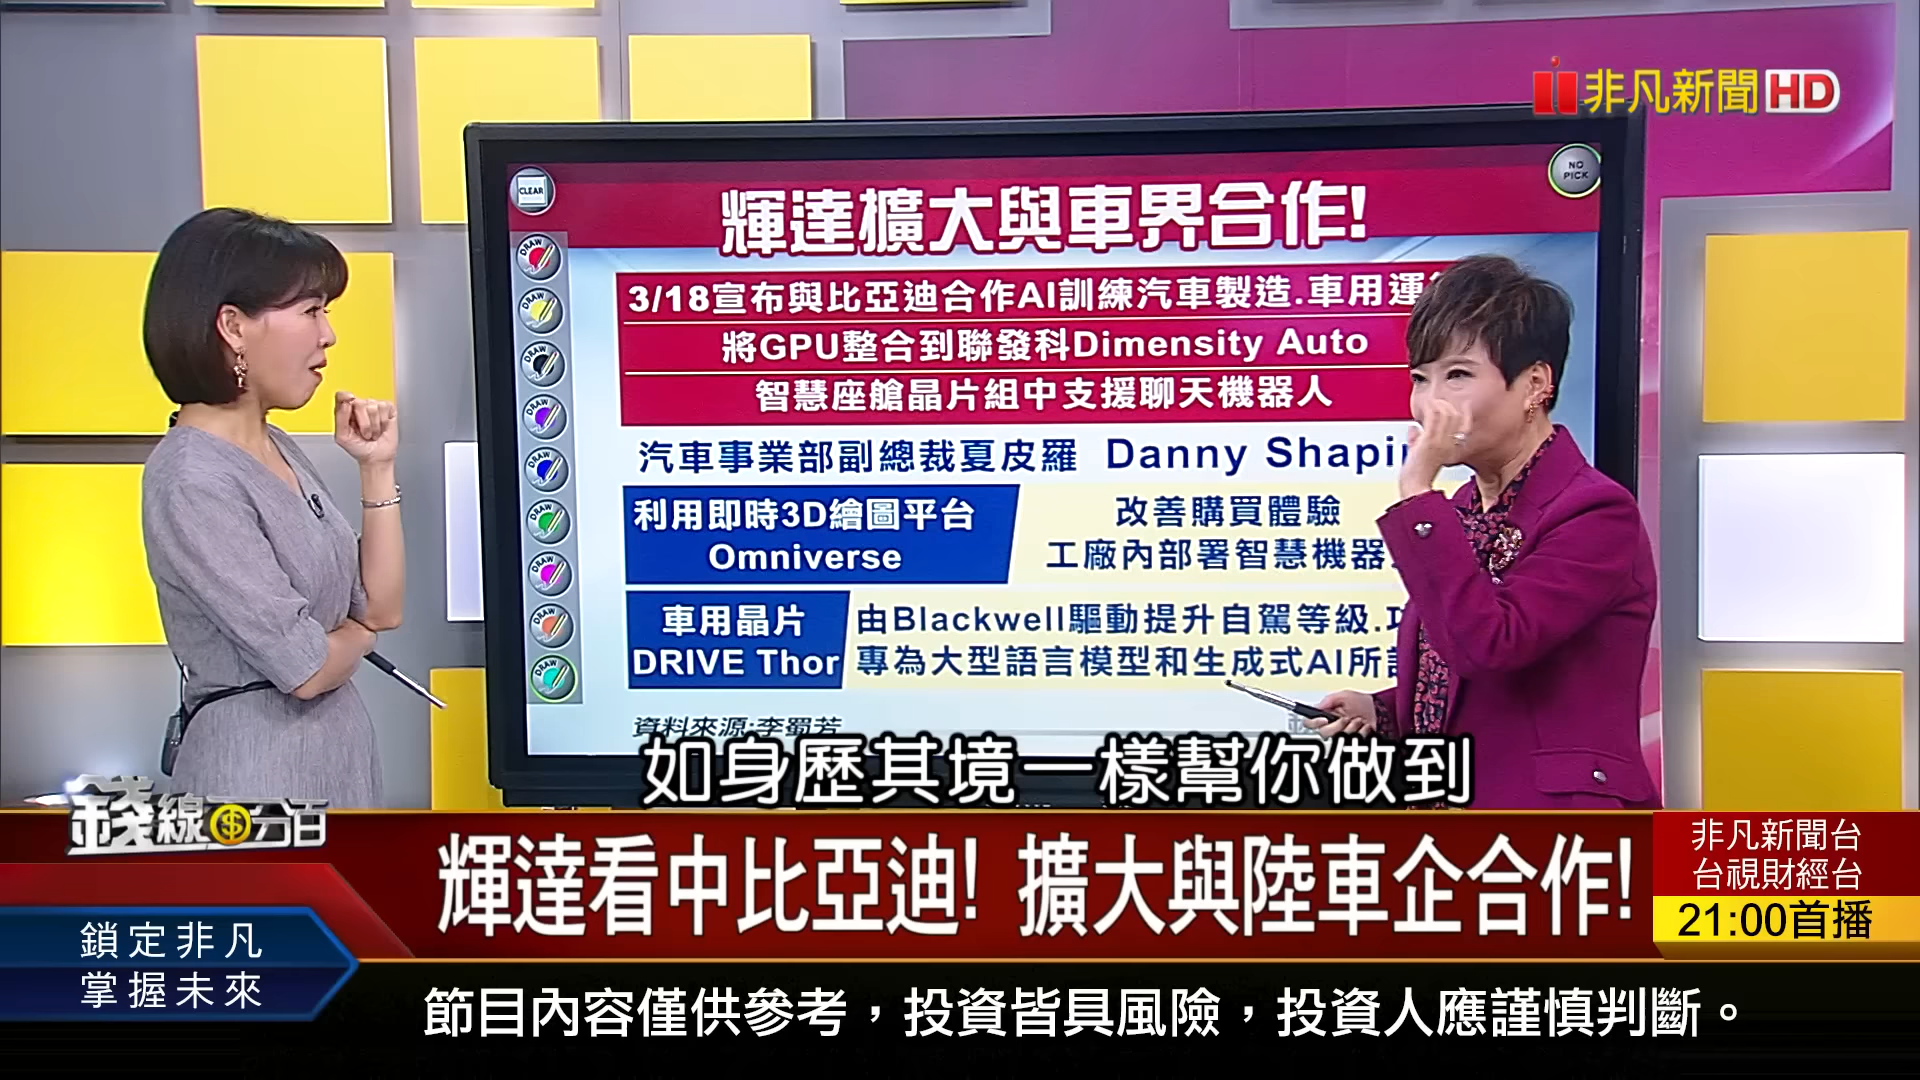 非凡新聞HD
CLEAR
NO PICK
輝達擴大與車界合作!
3/18宣布與比亞迪合作AI訓練汽車製造.車用運
將GPU整合到聯發科Dimensity Auto
智慧座艙晶片組中支援聊天機器人
汽車事業部副總裁夏皮羅 Danny Shapir
利用即時3D繪圖平台
Omniverse
改善購買體驗
工廠內部署智慧機器
車用晶片
DRIVE Thor
由Blackwell驅動提升自駕等級.功
專為大型語言模型和生成式AI所設
DRAW
DRAW
DRAW
DRAW
DRAW
DRAW
DRAW
DRAW
DRAW
資料來源:李蜀芳
如身歷其境一樣幫你做到
錢線百分百
輝達看中比亞迪! 擴大與陸車企合作!
非凡新聞台
台視財經台
21:00首播
鎖定非凡
掌握未來
節目內容僅供參考，投資皆具風險，投資人應謹慎判斷。